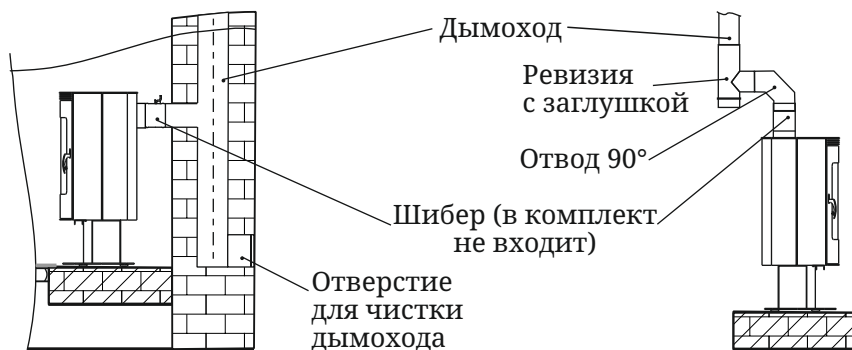 Дымоход
Ревизия
с заглушкой
Отвод 90°
Шибер (в комплект
не входит)
Отверстие
для чистки
дымохода